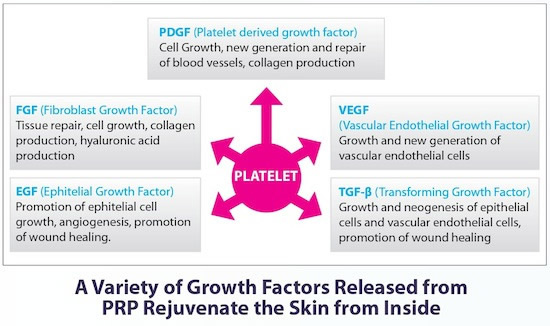 PDGF (Platelet derived growth factor)
Cell Growth, new generation and repair
of blood vessels, collagen production
FGF (Fibroblast Growth Factor)
Tissue repair, cell growth, collagen
production, hyaluronic acid
production
VEGF
(Vascular Endothelial Growth Factor)
Growth and new generation of
vascular endothelial cells
PLATELET
EGF (Ephitelial Growth Factor)
Promotion of ephitelial cell
growth, angiogenesis, promotion
of wound healing.
TGF-β (Transforming Growth Factor)
Growth and neogenesis of epithelial
cells and vascular endothelial cells,
promotion of wound healing
A Variety of Growth Factors Released from
PRP Rejuvenate the Skin from Inside